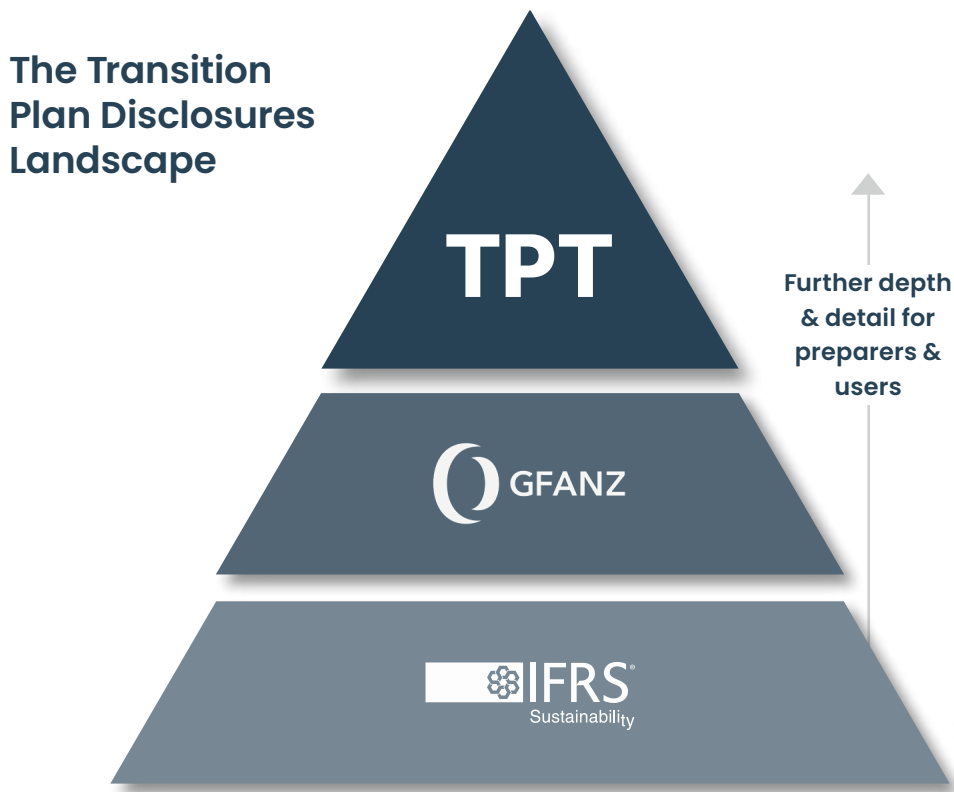 The Transition
Plan Disclosures
Landscape
TPT
Further depth
& detail for
preparers &
users
GFANZ
IFRS®
Sustainability